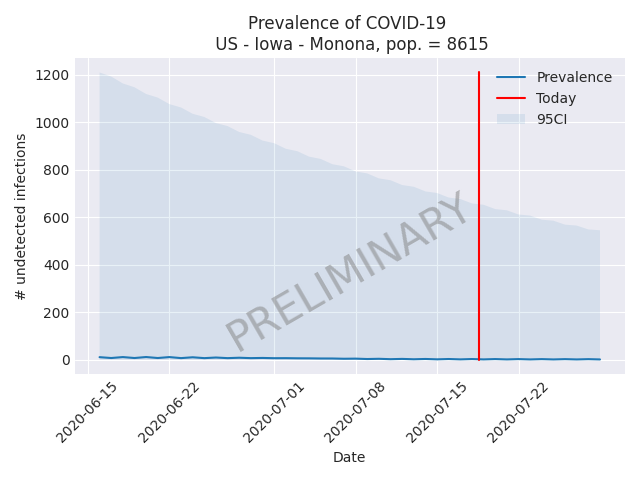 Prevalence of COVID-19
US - Iowa - Monona, pop. = 8615
# undetected infections
1200
1000
800
600
400
200
0
Prevalence
Today
95CI
PRELIMINARY
2020-06-15
2020-06-22
2020-07-01
2020-07-08
2020-07-15
2020-07-22
Date